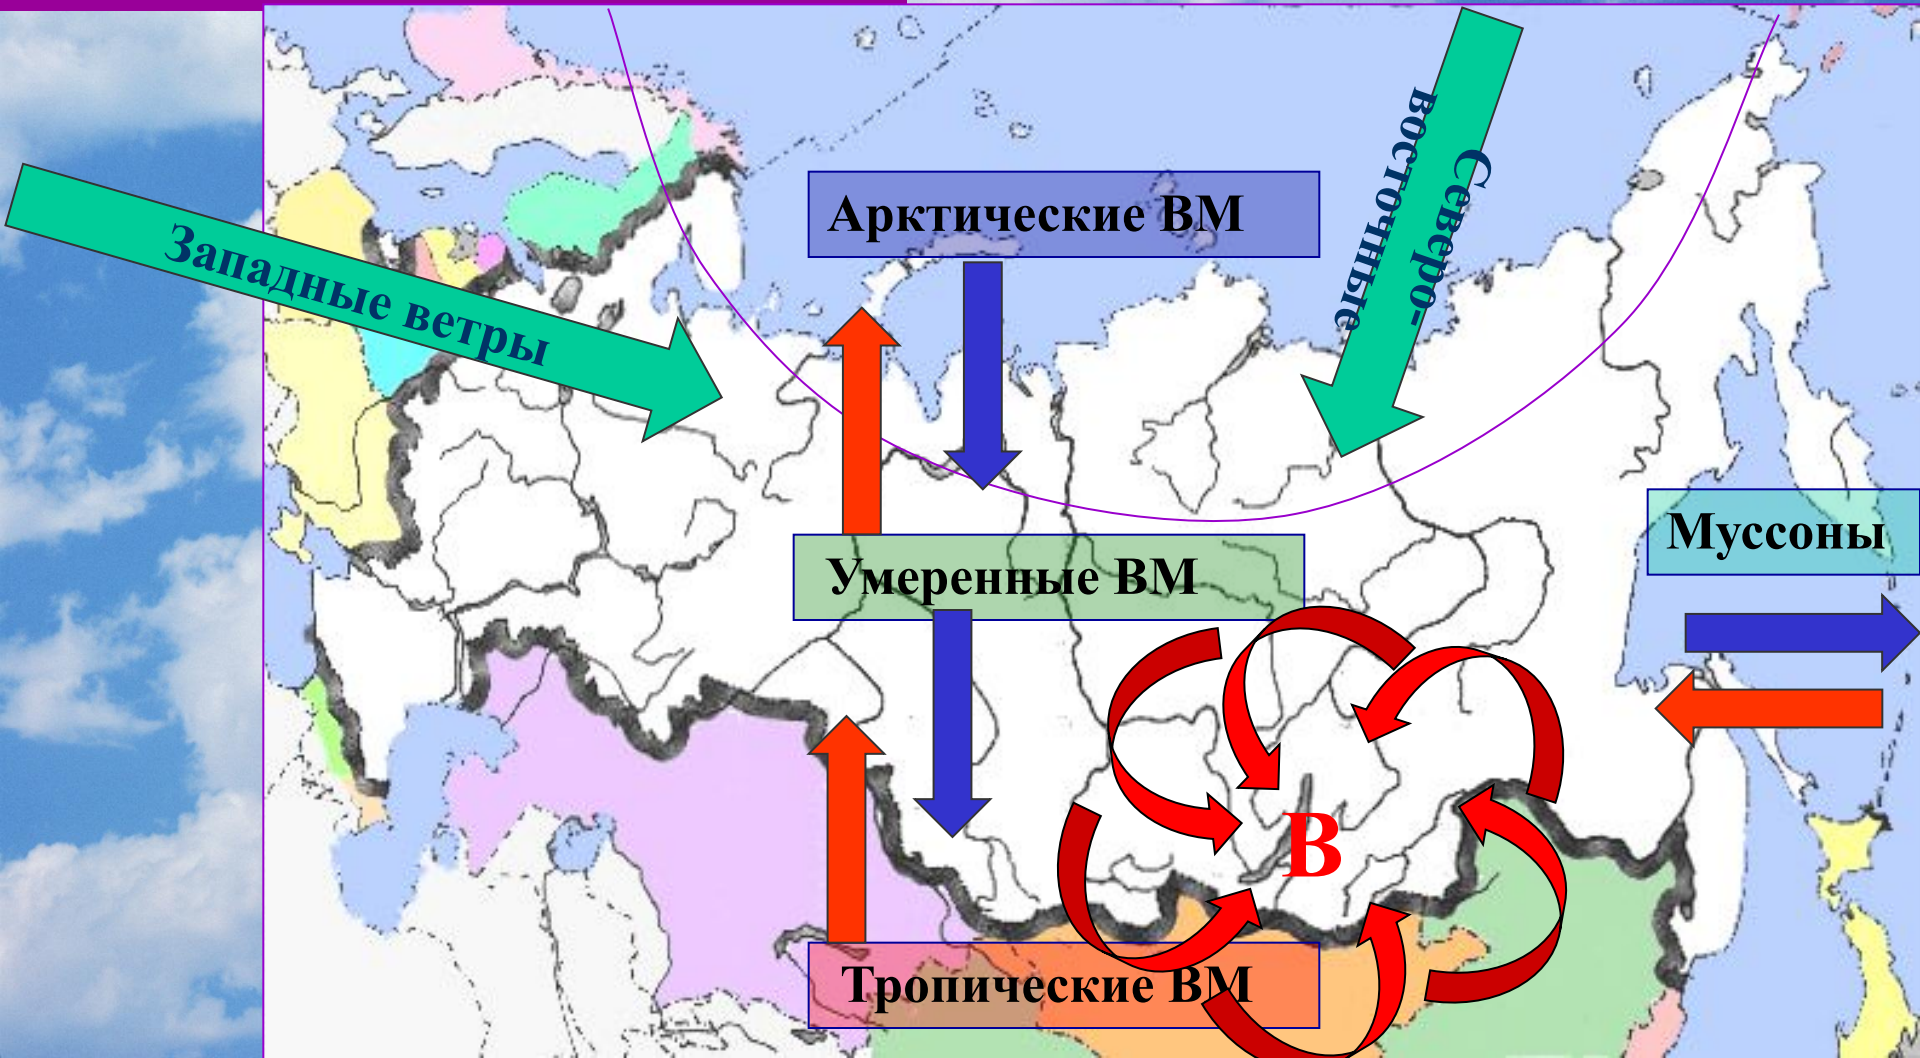 Арктические ВМ
Северо-
восточные
Западные ветры
Муссоны
Умеренные ВМ
В
Тропические ВМ